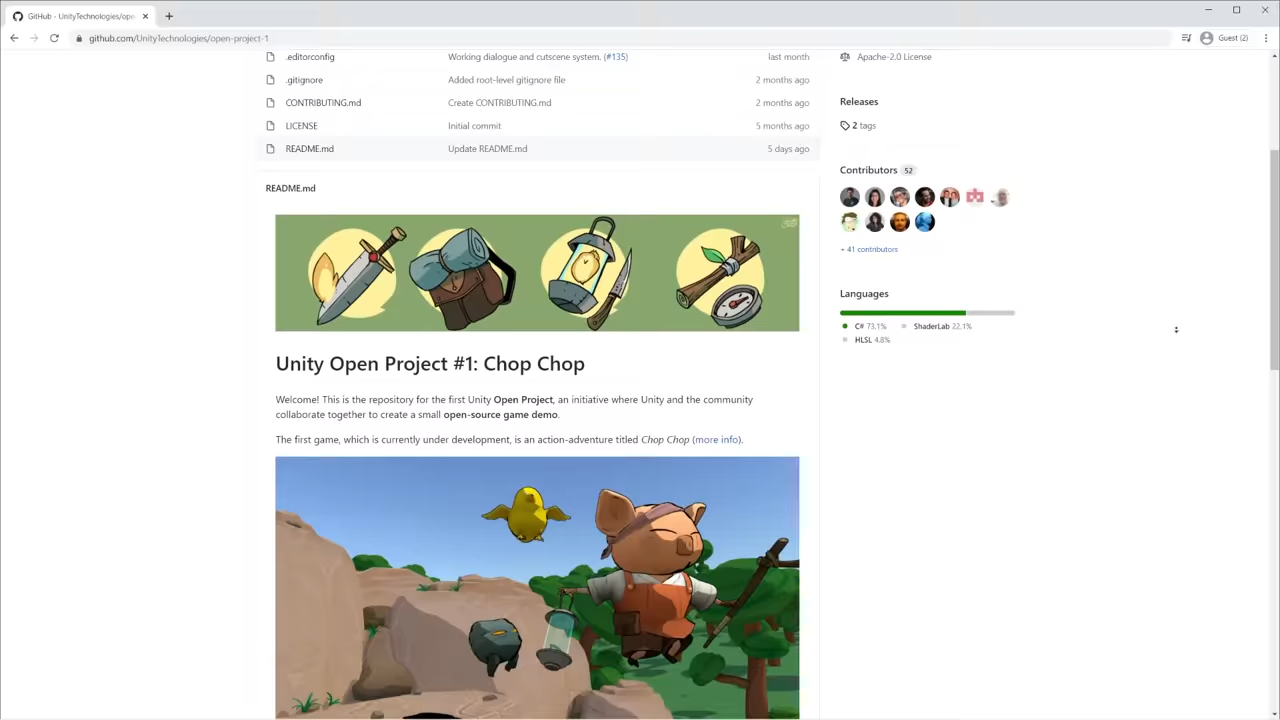 GitHub - UnityTechnologies/ope
github.com/UnityTechnologies/open-project-1
Guest (2)
.editorconfig Working dialogue and cutscene system. (#135) last month
.gitignore Added root-level gitignore file 2 months ago
CONTRIBUTING.md Create CONTRIBUTING.md 2 months ago
LICENSE Initial commit 5 months ago
README.md Update README.md 5 days ago
README.md
Unity Open Project #1: Chop Chop
Welcome! This is the repository for the first Unity Open Project, an initiative where Unity and the community
collaborate together to create a small open-source game demo.
The first game, which is currently under development, is an action-adventure titled Chop Chop (more info).
Apache-2.0 License
Releases
2 tags
Contributors 52
+ 41 contributors
Languages
C# 73.1% ShaderLab 22.1%
HLSL 4.8%